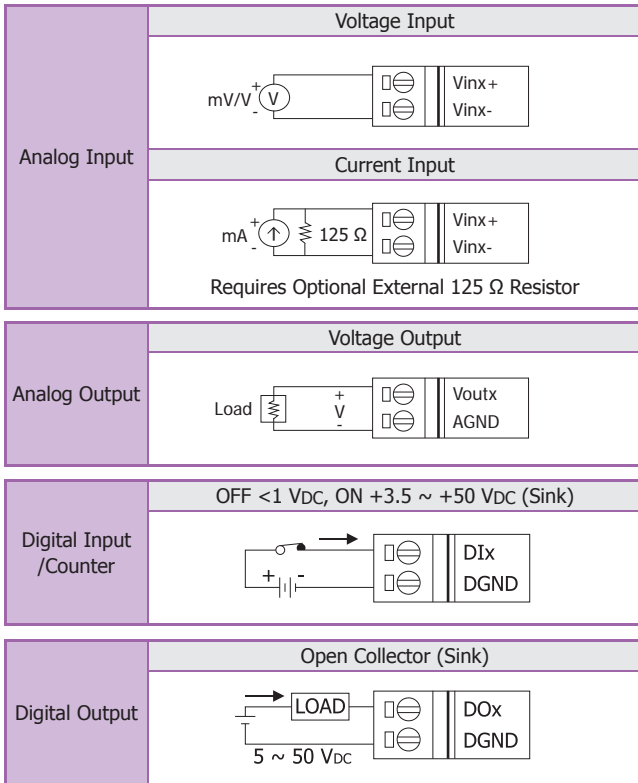 Analog Input
Voltage Input
mV/V
+
V
-
Vinx+
Vinx-
Current Input
mA
+
-
125 Ω
Vinx+
Vinx-
Requires Optional External 125 Ω Resistor
Analog Output
Voltage Output
Load
+
V
-
Voutx
AGND
Digital Input
/Counter
OFF <1 VDC, ON +3.5 ~ +50 VDC (Sink)
+
-
DIx
DGND
Digital Output
Open Collector (Sink)
LOAD
5 ~ 50 VDC
DOx
DGND